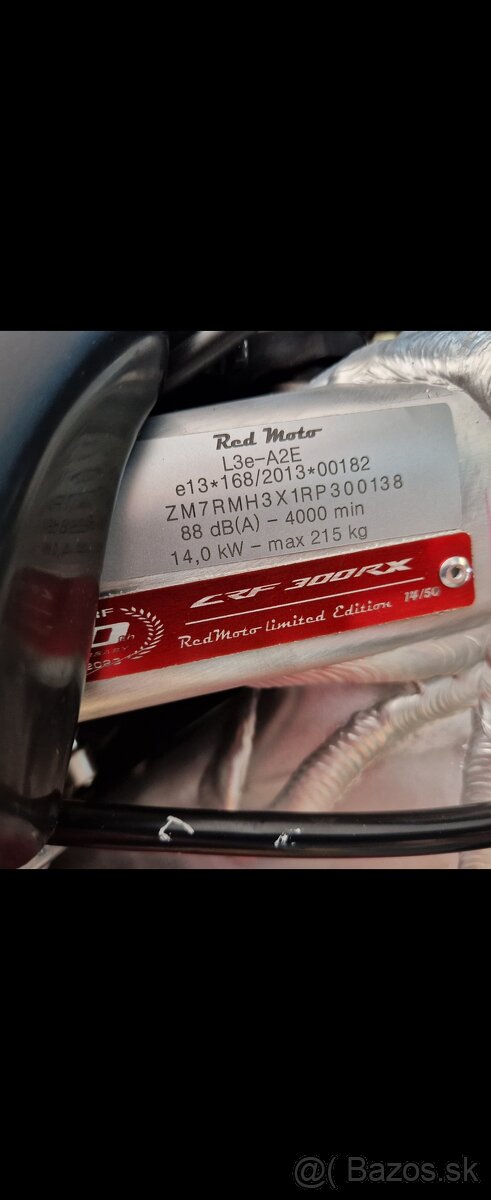 Red Moto
L3e-A2E
e13*168/2013*00182
ZM7RMH3X1RP300138
88 dB(A) - 4000 min
14,0 kW - max 215 kg
CRF 300RX
RedMoto Limited Edition 14/50
2023
Bazos.sk